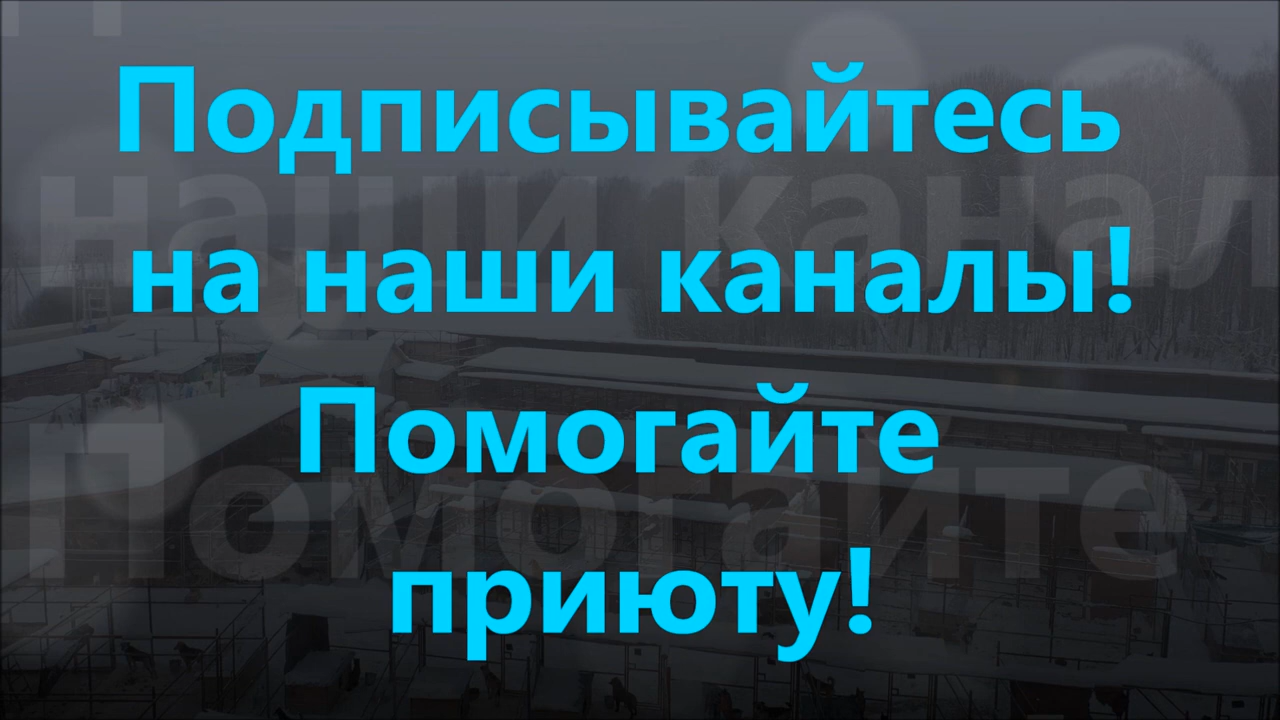 Подписывайтесь
на наши каналы!
Помогайте
приюту!